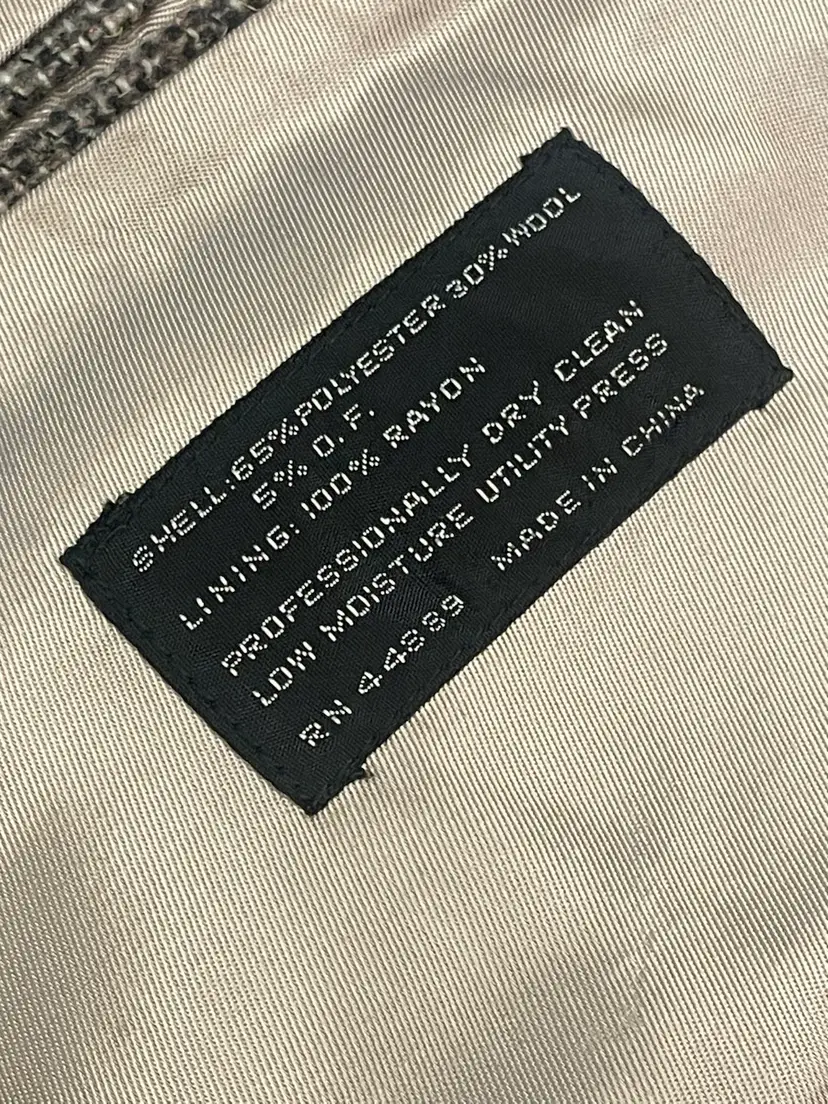 SHELL:65%POLYESTER 30%WOOL
5% O.F.
LINING:100% RAYON
PROFESSIONALLY DRY CLEAN
LOW MOISTURE UTILITY PRESS
RN 44889 MADE IN CHINA